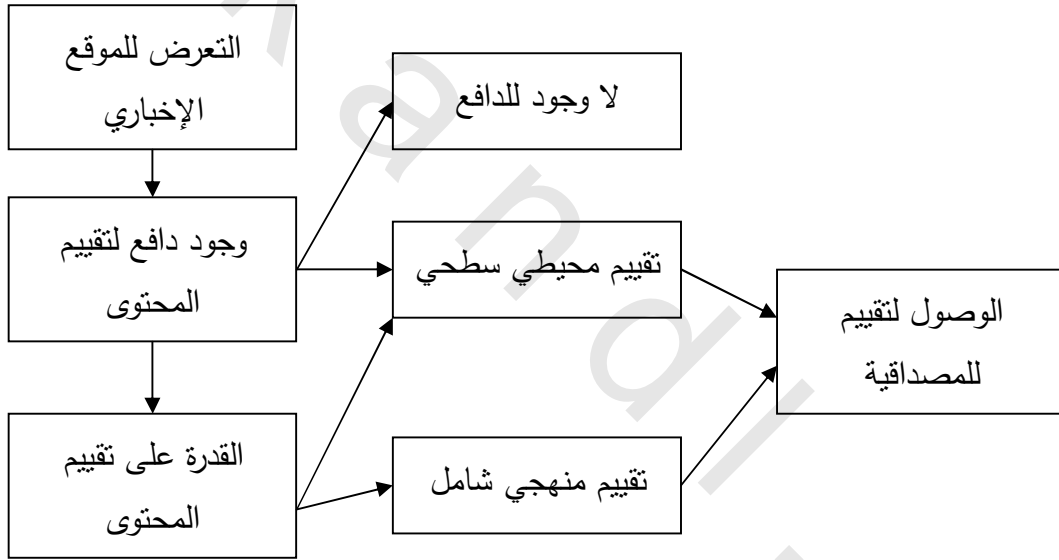 التعرض للموقع
الإخباري
لا وجود للدافع
وجود دافع لتقييم
المحتوى
تقييم محيطي سطحي
الوصول لتقييم
للمصداقية
القدرة على تقييم
المحتوى
تقييم منهجي شامل
k a n d l